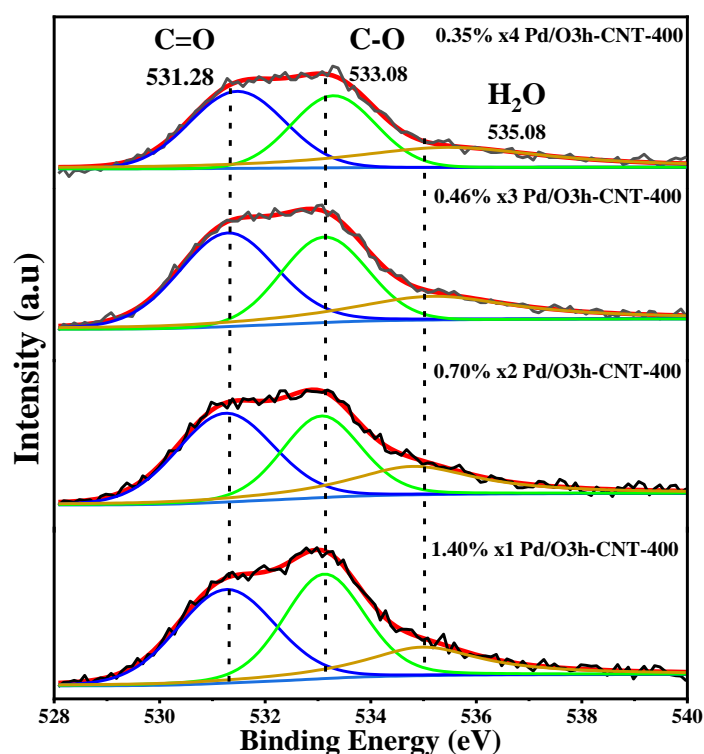 C=O
531.28
C-O
533.08
0.35% x4 Pd/O3h-CNT-400
H₂O
535.08
0.46% x3 Pd/O3h-CNT-400
0.70% x2 Pd/O3h-CNT-400
1.40% x1 Pd/O3h-CNT-400
Intensity (a.u)
528 530 532 534 536 538 540
Binding Energy (eV)